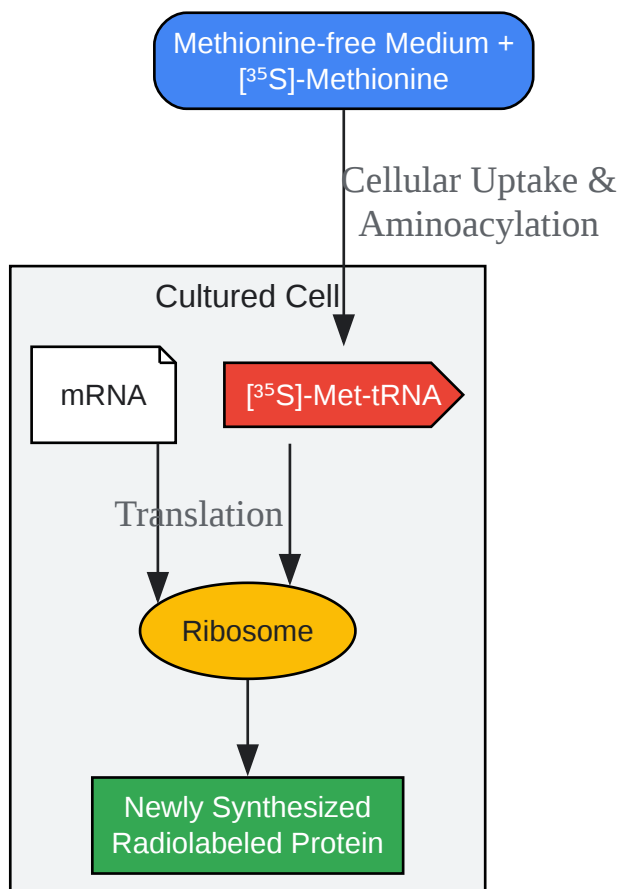 Methionine-free Medium +
[³⁵S]-Methionine
Cellular Uptake &
Aminoacylation
Cultured Cell
mRNA
[³⁵S]-Met-tRNA
Translation
Ribosome
Newly Synthesized
Radiolabeled Protein